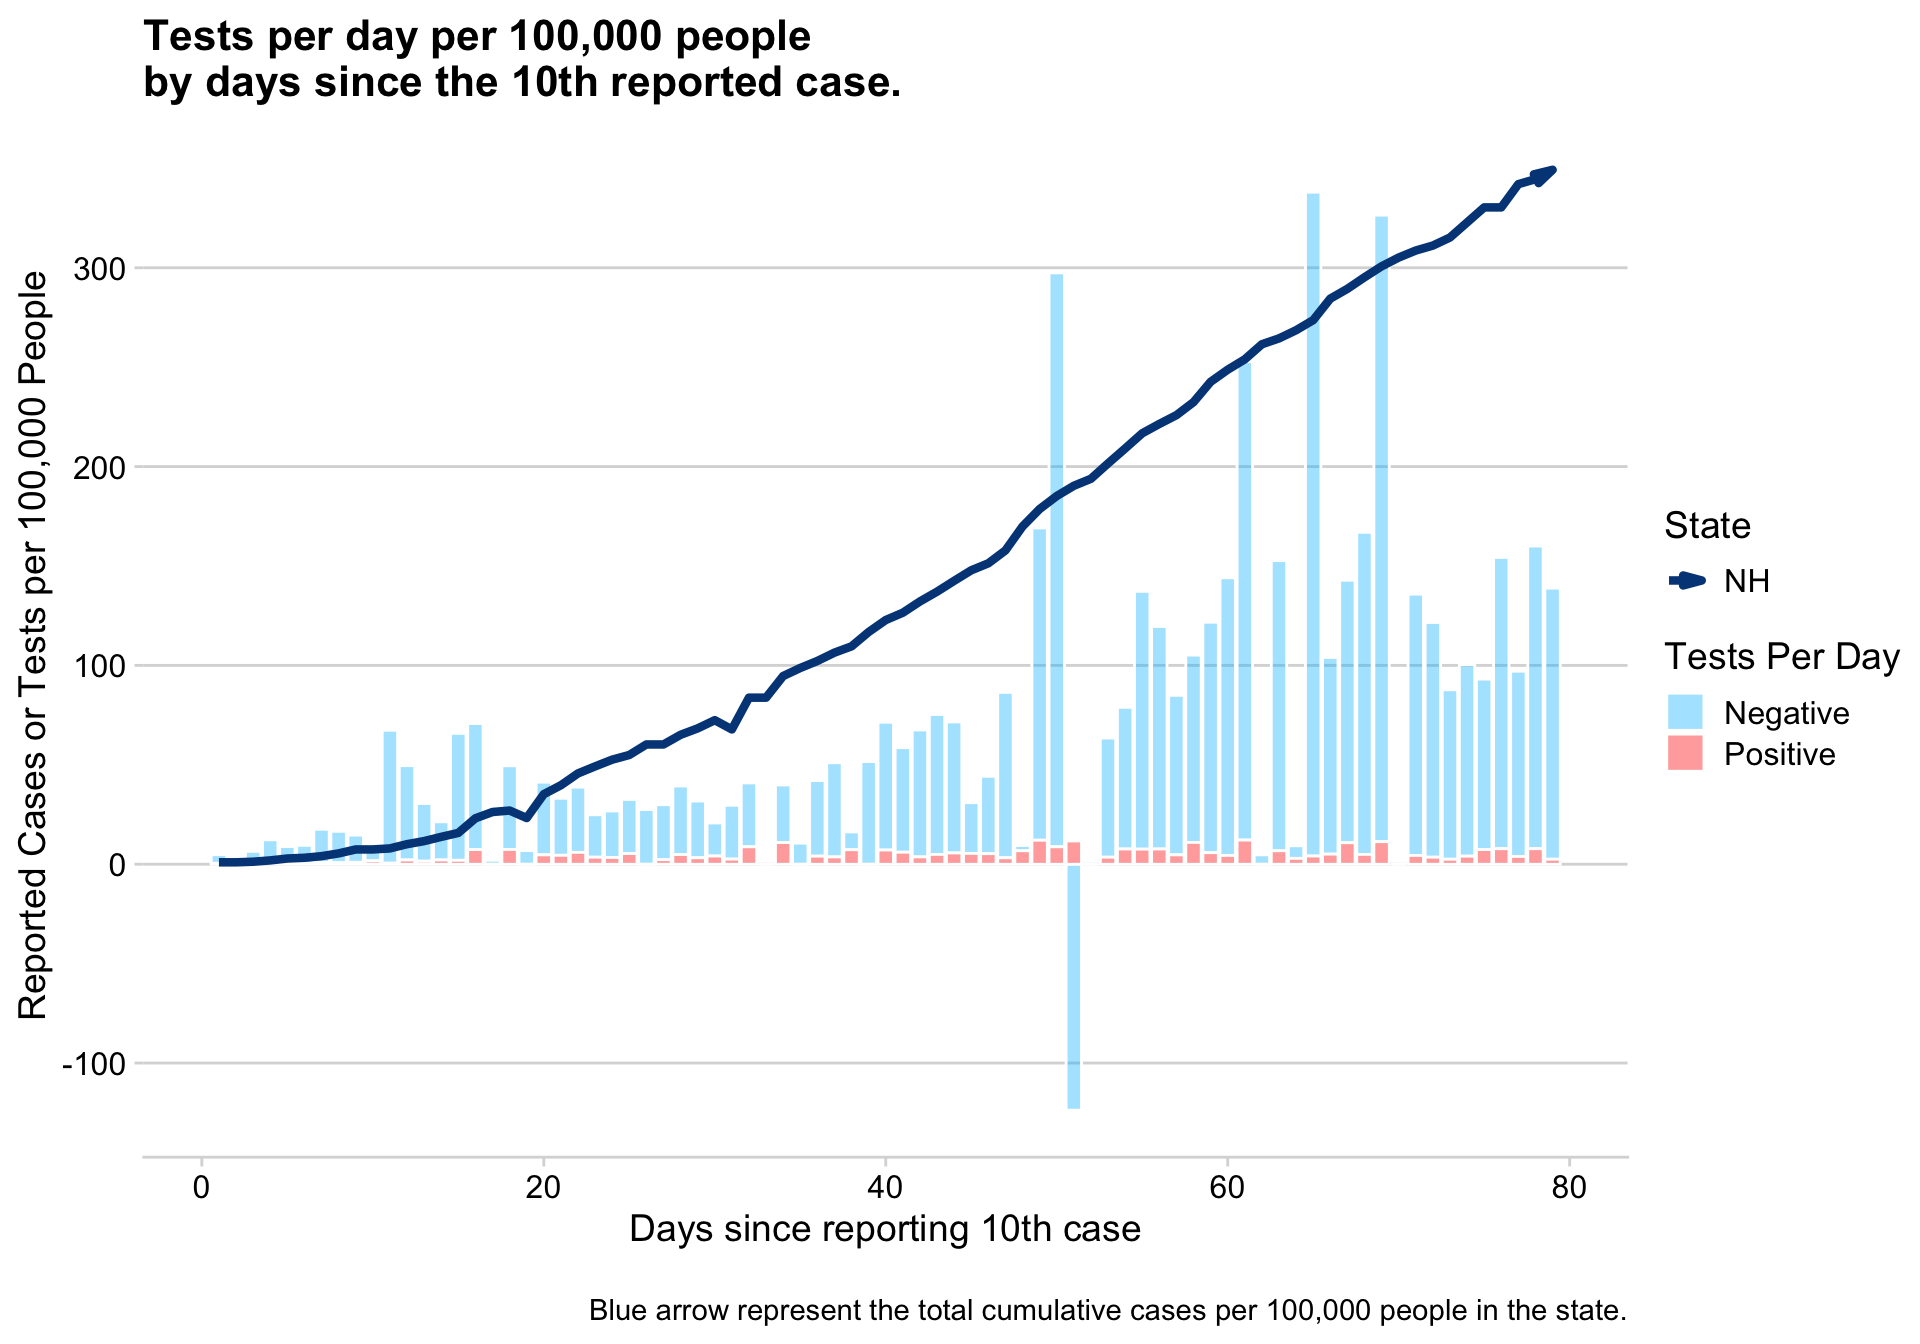 Tests per day per 100,000 people
by days since the 10th reported case.
Reported Cases or Tests per 100,000 People
300
200
100
0
-100
0
20
40
60
80
Days since reporting 10th case
State
NH
Tests Per Day
Negative
Positive
Blue arrow represent the total cumulative cases per 100,000 people in the state.